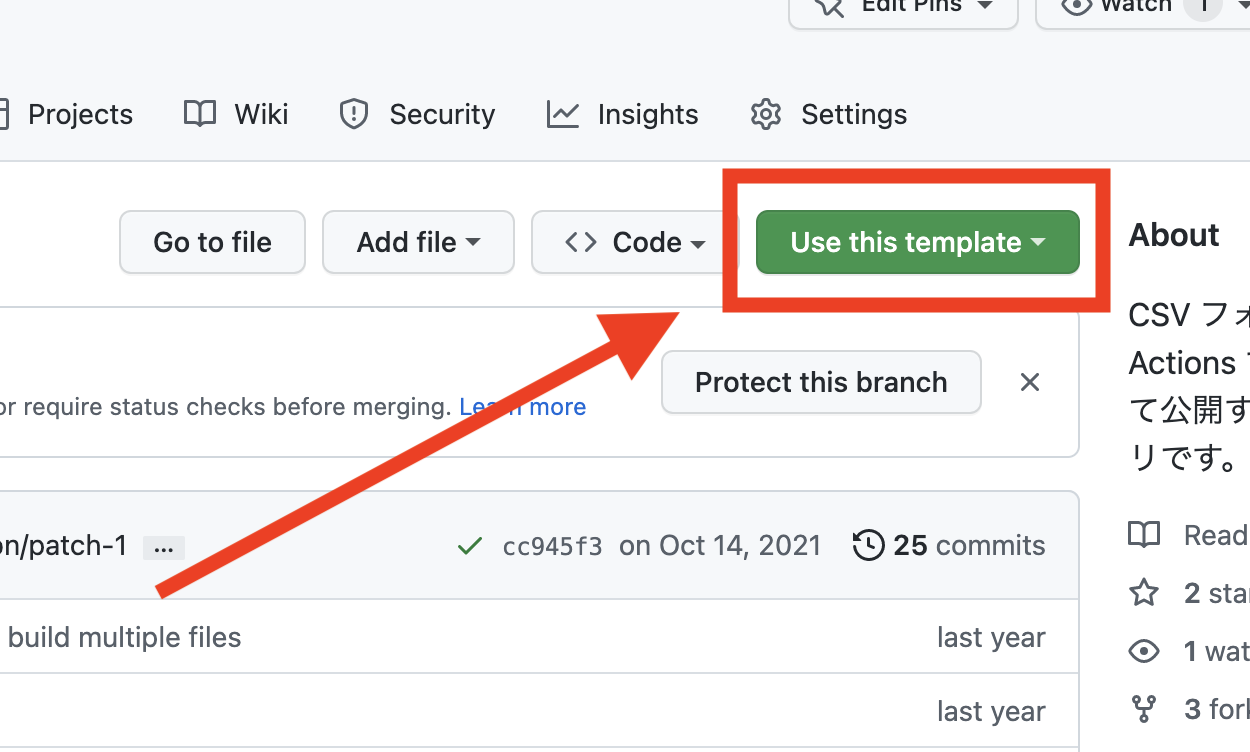 Edit Pins
Watch 1
Projects
Wiki
Security
Insights
Settings
Go to file
Add file
<> Code
Use this template
Protect this branch
or require status checks before merging. Learn more
on/patch-1 ...
cc945f3 on Oct 14, 2021
25 commits
build multiple files
last year
last year
About
CSV フォ
Actions
て公開す
リです。
Read
2 star
1 wat
3 fork